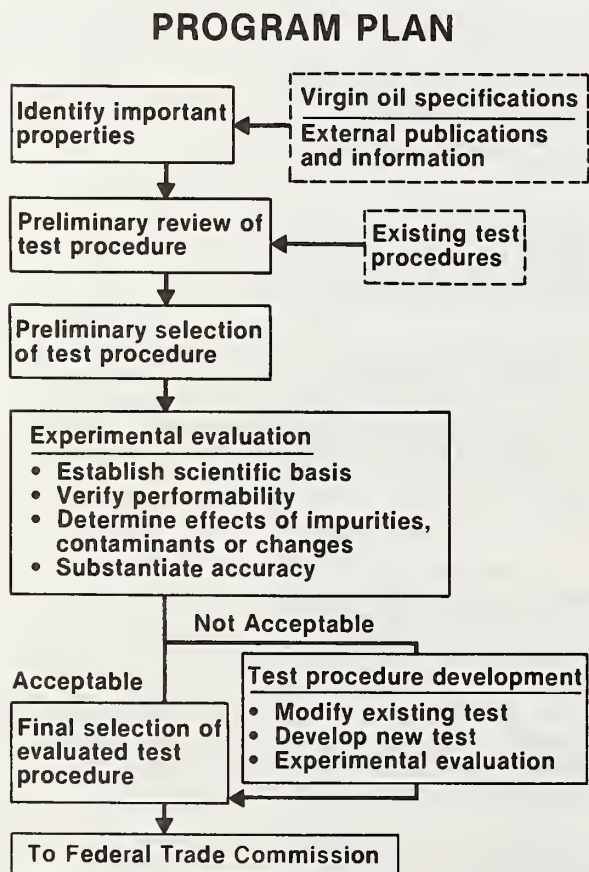 PROGRAM PLAN
Identify important
properties
Virgin oil specifications
External publications
and information
Preliminary review of
test procedure
Existing test
procedures
Preliminary selection
of test procedure
Experimental evaluation
• Establish scientific basis
• Verify performability
• Determine effects of impurities,
contaminants or changes
• Substantiate accuracy
Not Acceptable
Acceptable
Test procedure development
• Modify existing test
• Develop new test
• Experimental evaluation
Final selection of
evaluated test
procedure
To Federal Trade Commission